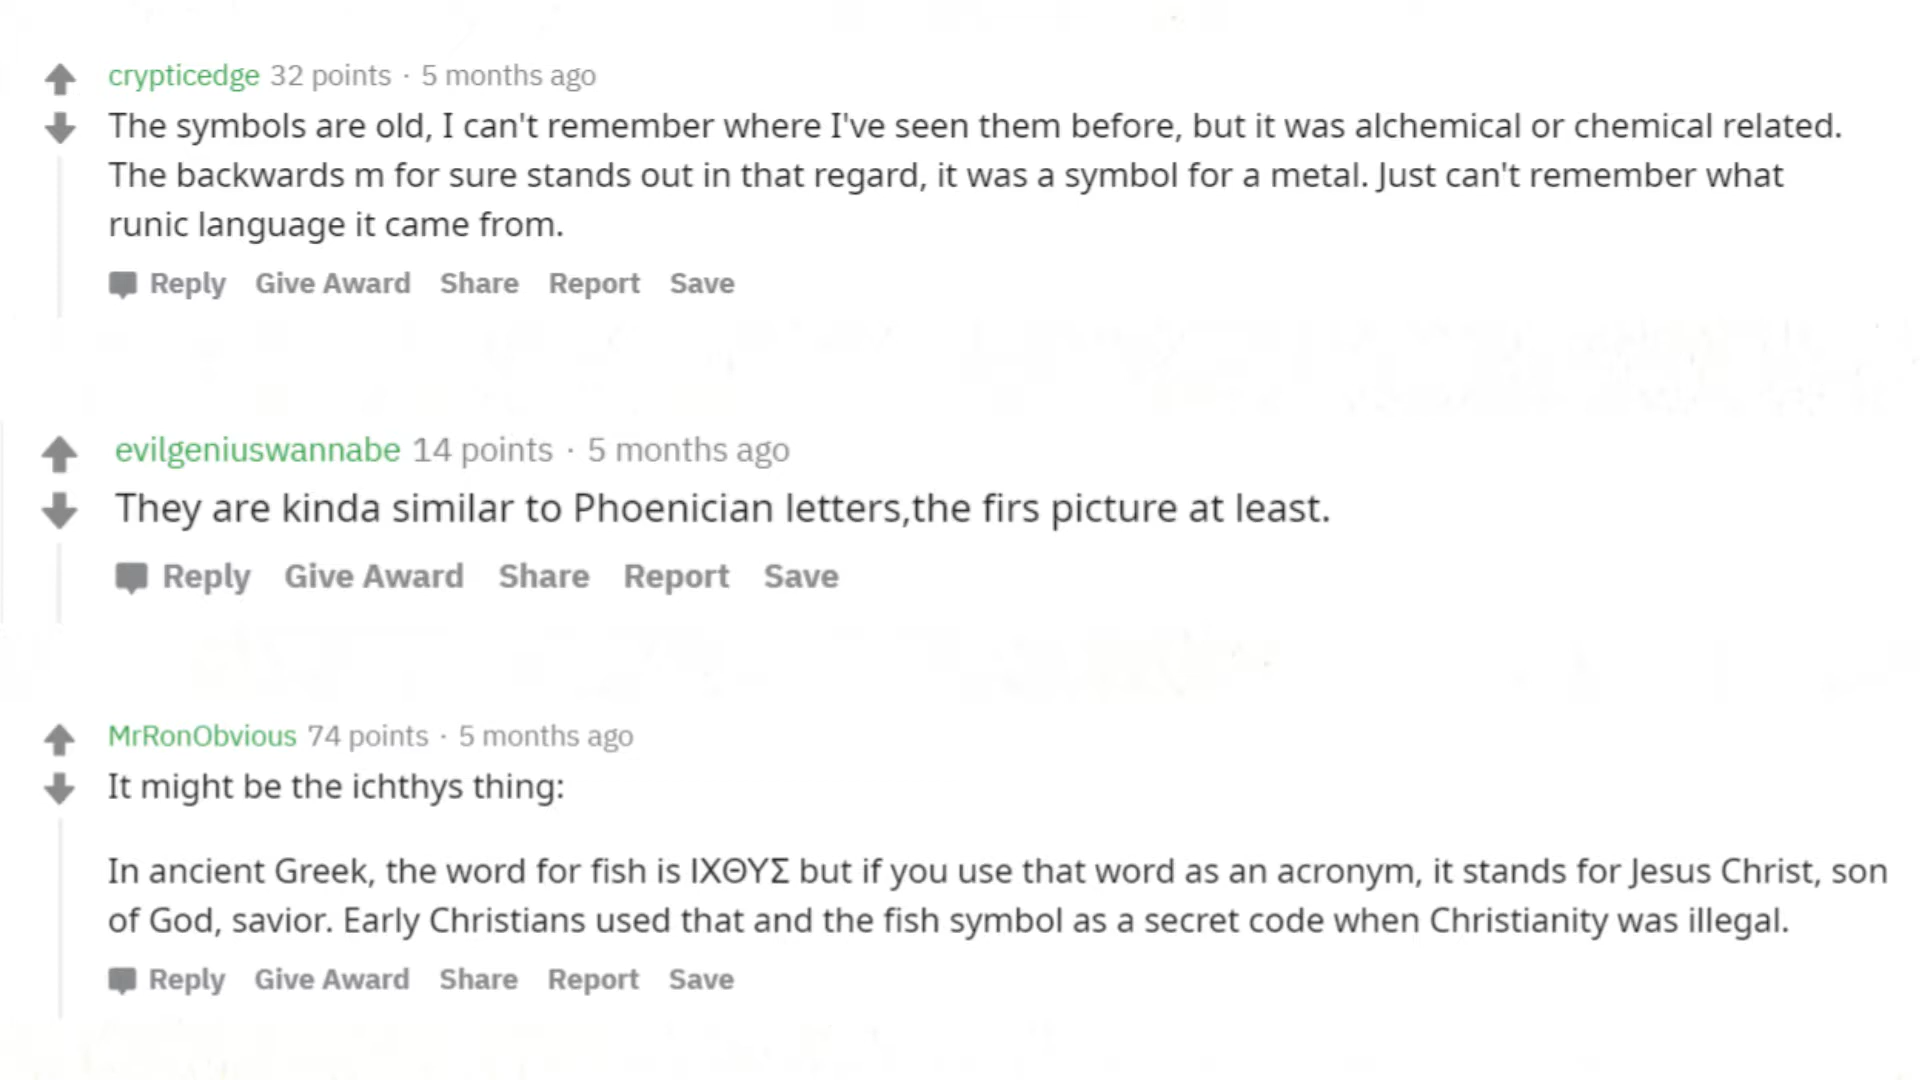 crypticedge 32 points · 5 months ago
The symbols are old, I can't remember where I've seen them before, but it was alchemical or chemical related.
The backwards m for sure stands out in that regard, it was a symbol for a metal. Just can't remember what
runic language it came from.
Reply Give Award Share Report Save
evilgeniuswannabe 14 points · 5 months ago
They are kinda similar to Phoenician letters,the firs picture at least.
Reply Give Award Share Report Save
MrRonObvious 74 points · 5 months ago
It might be the ichthys thing:
In ancient Greek, the word for fish is ΙΧΘΥΣ but if you use that word as an acronym, it stands for Jesus Christ, son
of God, savior. Early Christians used that and the fish symbol as a secret code when Christianity was illegal.
Reply Give Award Share Report Save